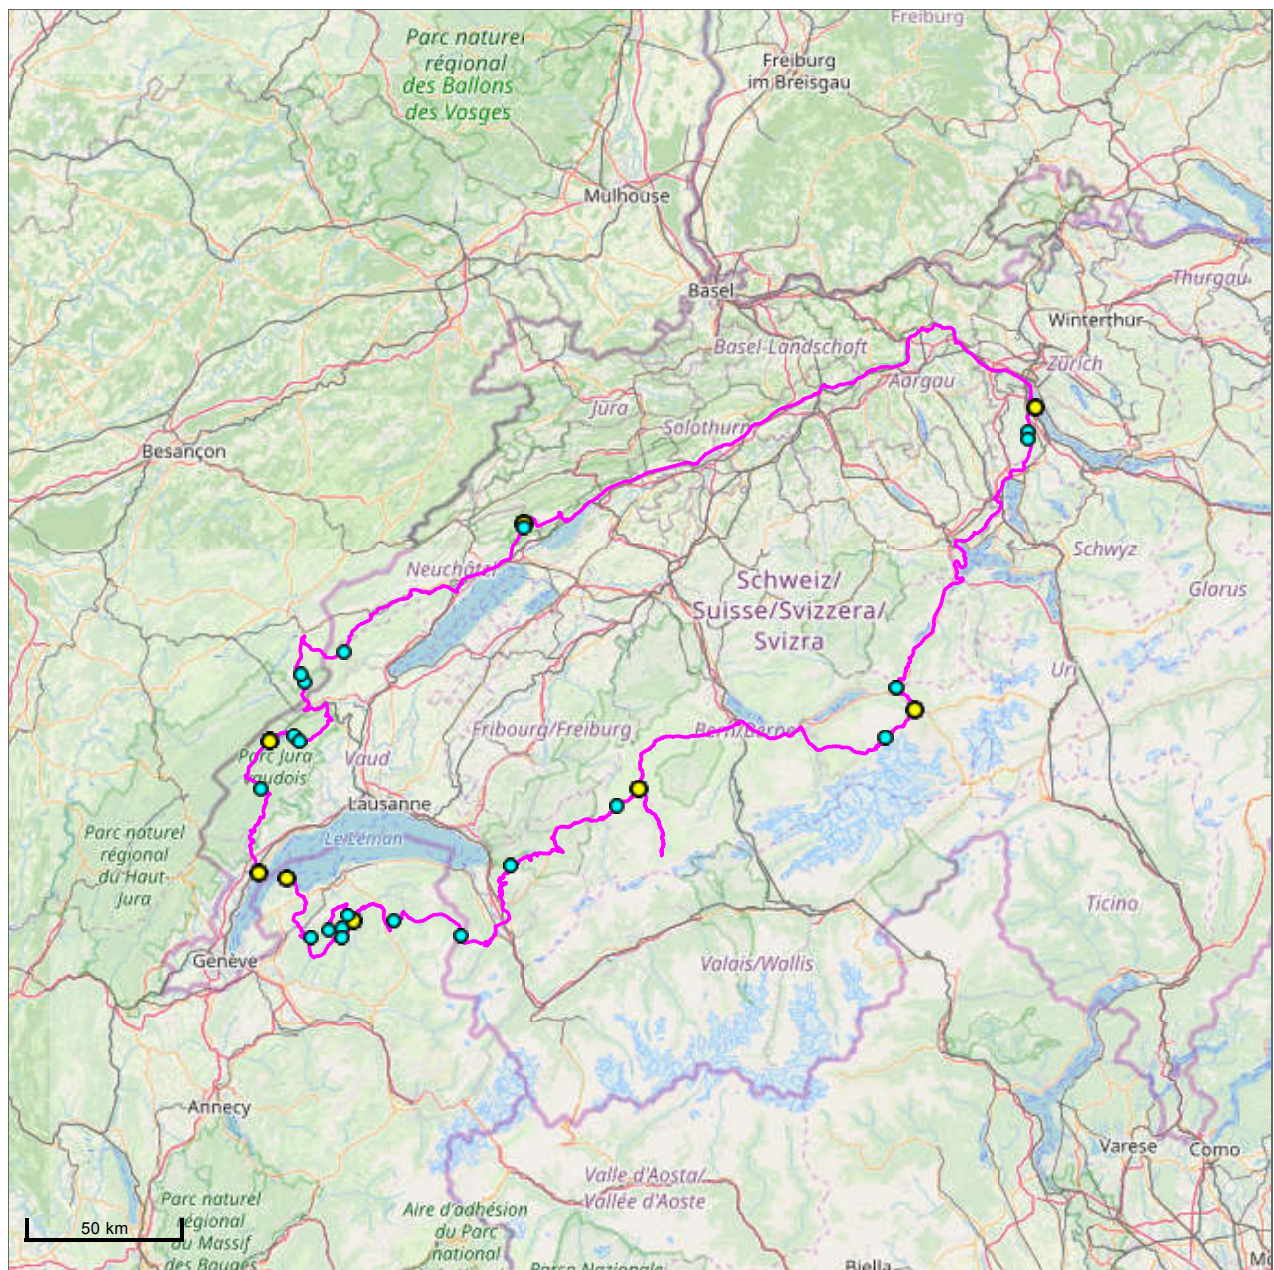 Freiburg
Parc naturel
régional
des Ballons
des Vosges
Freiburg
im Breisgau
Mulhouse
Basel
Thurgau
Winterthur
Basel-Landschaft
Zürich
Aargau
Jura
Solothurn
Besançon
Neuchâtel
Schwyz
Schweiz/
Suisse/Svizzera/
Svizra
Glarus
Uri
Fribourg/Freiburg
Bern/Berne
Parc Jura
vaudois
Vaud
Lausanne
Le Léman
Parc naturel
régional
du Haut-
Jura
Ticino
Genève
Valais/Wallis
Annecy
Varese
Como
Valle d'Aosta/
Vallée d'Aoste
Parc naturel
régional
du Massif
des Bauges
Aire d'adhésion
du Parc
national
50 km
Parco Nazionale
Biella